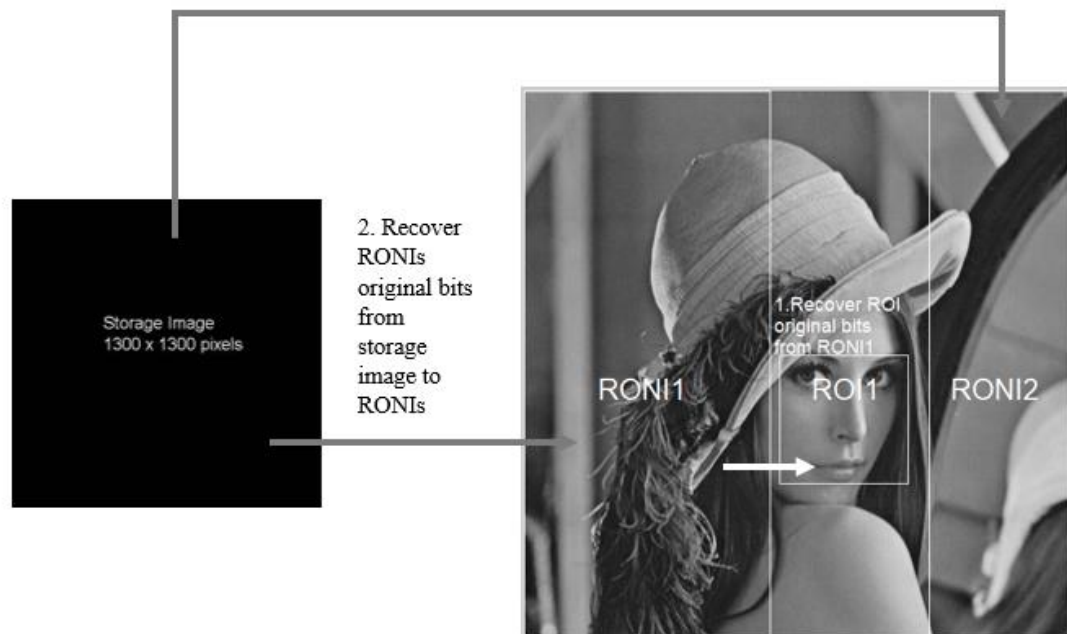 Storage Image
1300 x 1300 pixels
2. Recover
RONIs
original bits
from
storage
image to
RONIs
1.Recover ROI
original bits
from RONI1
RONI1
ROI1
RONI2